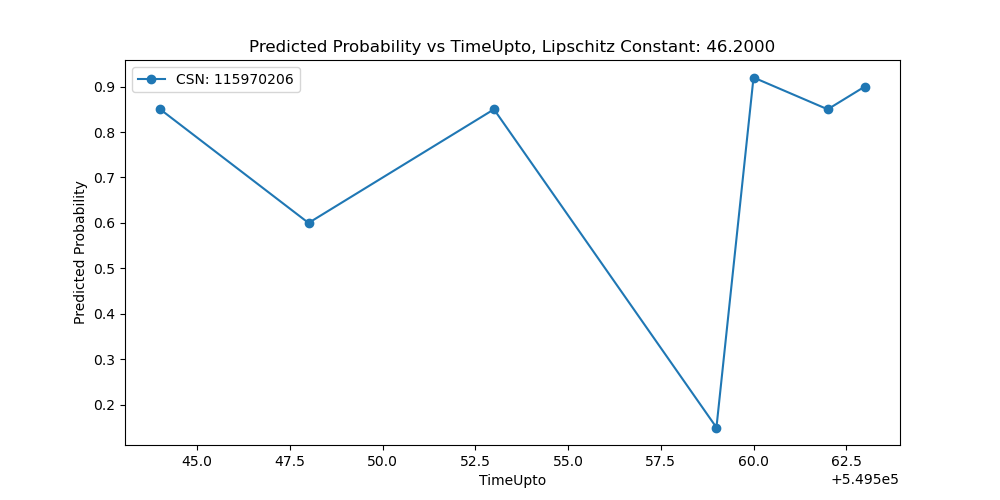 Predicted Probability vs TimeUpto, Lipschitz Constant: 46.2000
CSN: 115970206
Predicted Probability
0.9
0.8
0.7
0.6
0.5
0.4
0.3
0.2
45.0 47.5 50.0 52.5 55.0 57.5 60.0 62.5
TimeUpto
+5.495e5